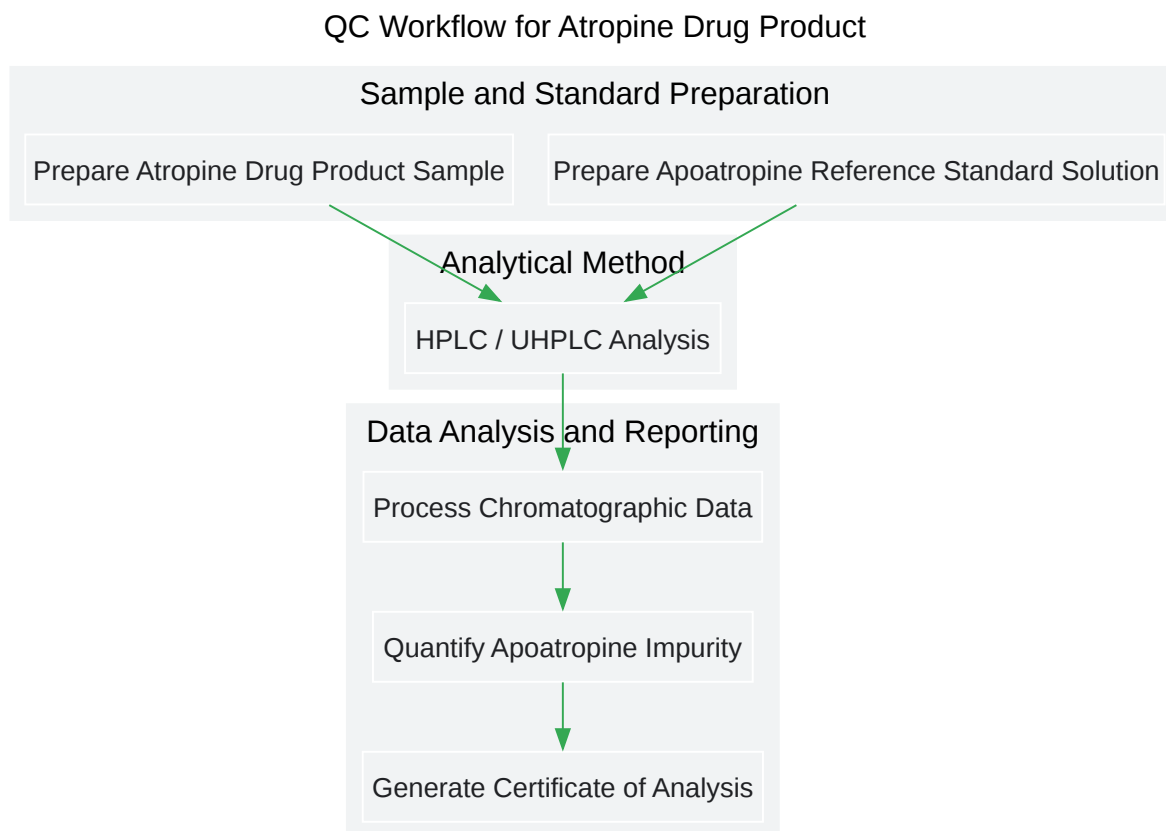 QC Workflow for Atropine Drug Product
Sample and Standard Preparation
Prepare Atropine Drug Product Sample
Prepare Apoatropine Reference Standard Solution
Analytical Method
HPLC / UHPLC Analysis
Data Analysis and Reporting
Process Chromatographic Data
Quantify Apoatropine Impurity
Generate Certificate of Analysis